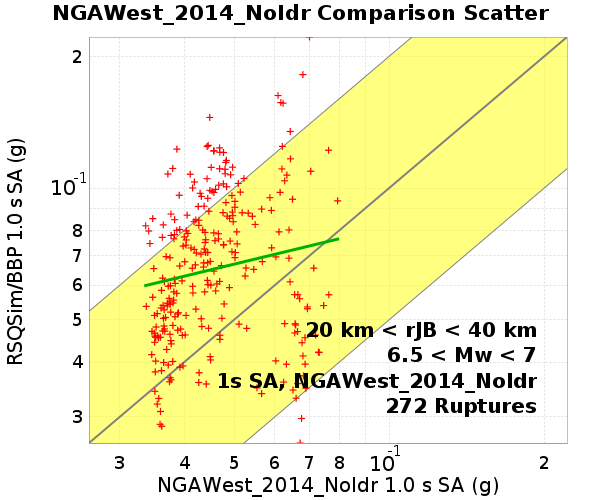 NGAWest_2014_NoIdr Comparison Scatter
RSQSim/BBP 1.0 s SA (g)
2
10-1
8
7
6
5
4
3
20 km < rJB < 40 km
6.5 < Mw < 7
1s SA, NGAWest_2014_NoIdr
272 Ruptures
3 4 5 6 7 8 10-1 2
NGAWest_2014_NoIdr 1.0 s SA (g)